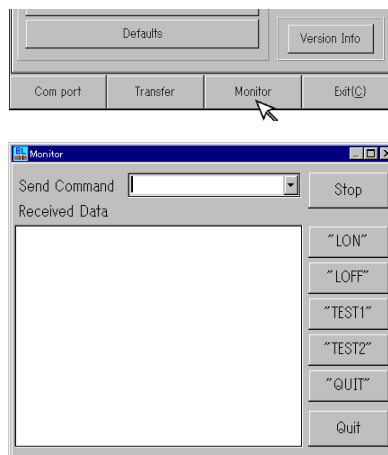 Defaults
Version Info
Com port Transfer Monitor Exit(C)
BL Monitor
Send Command Stop
Received Data
"LON"
"LOFF"
"TEST1"
"TEST2"
"QUIT"
Quit